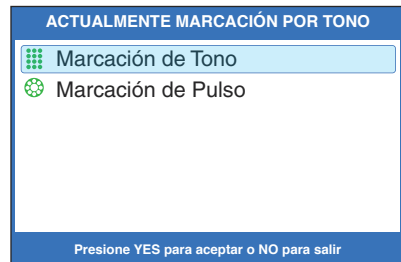 ACTUALMENTE MARCACIÓN POR TONO
Marcación de Tono
Marcación de Pulso
Presione YES para aceptar o NO para salir